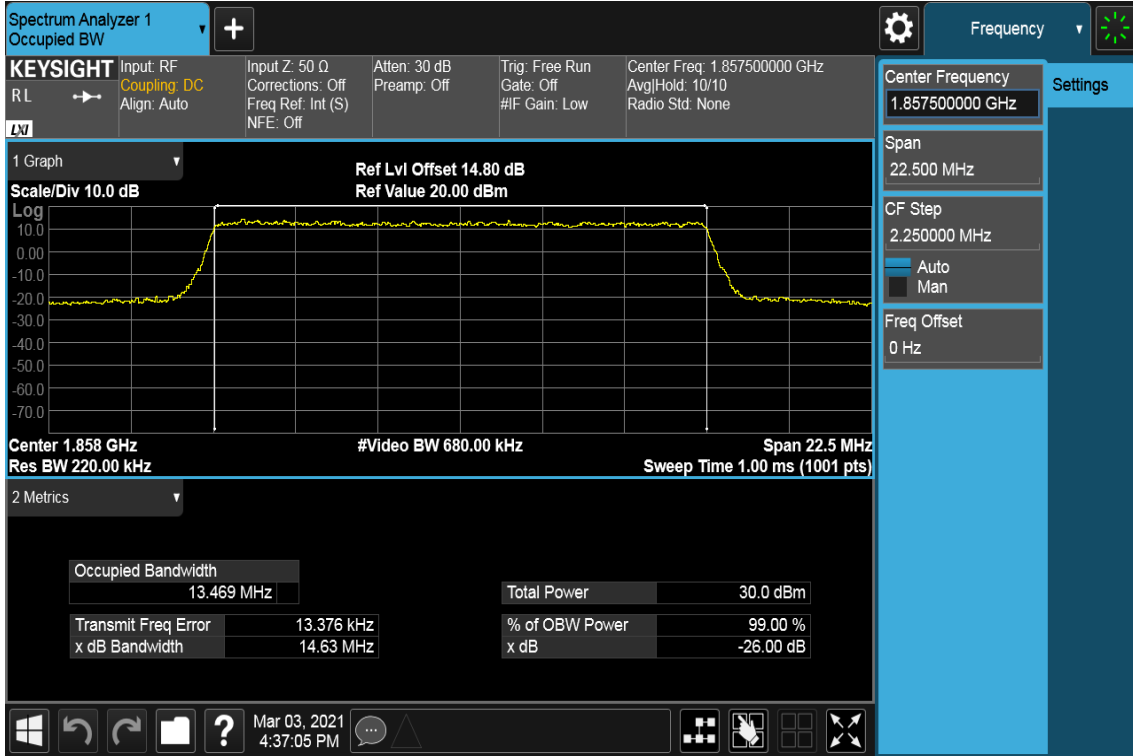 Spectrum Analyzer 1
Occupied BW
+
Frequency
KEYSIGHT
R L
LXI
Input: RF
Coupling: DC
Align: Auto
Input Z: 50 Ω
Corrections: Off
Freq Ref: Int (S)
NFE: Off
Atten: 30 dB
Preamp: Off
Trig: Free Run
Gate: Off
#IF Gain: Low
Center Freq: 1.857500000 GHz
Avg|Hold: 10/10
Radio Std: None
Center Frequency
1.857500000 GHz
Settings
Span
22.500 MHz
CF Step
2.250000 MHz
Auto
Man
Freq Offset
0 Hz
1 Graph
Scale/Div 10.0 dB
Ref Lvl Offset 14.80 dB
Ref Value 20.00 dBm
Log
10.0
0.00
-10.0
-20.0
-30.0
-40.0
-50.0
-60.0
-70.0
Center 1.858 GHz
#Video BW 680.00 kHz
Span 22.5 MHz
Res BW 220.00 kHz
Sweep Time 1.00 ms (1001 pts)
2 Metrics
Occupied Bandwidth
13.469 MHz
Total Power 30.0 dBm
Transmit Freq Error 13.376 kHz
% of OBW Power 99.00 %
x dB Bandwidth 14.63 MHz
x dB -26.00 dB
?
Mar 03, 2021
4:37:05 PM